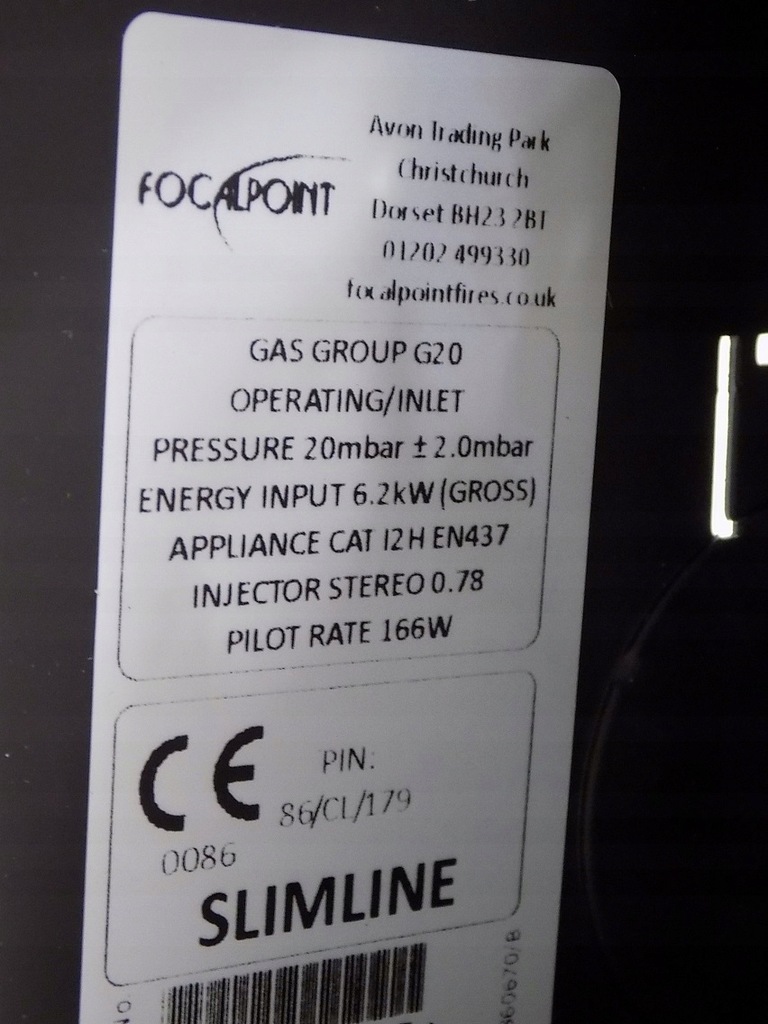 FOCALPOINT
Avon Trading Park
Christchurch
Dorset BH23 2BT
01202 499330
focalpointfires.co.uk
GAS GROUP G20
OPERATING/INLET
PRESSURE 20mbar ± 2.0mbar
ENERGY INPUT 6.2kW (GROSS)
APPLIANCE CAT I2H EN437
INJECTOR STEREO 0.78
PILOT RATE 166W
CE
PIN:
86/CL/179
0086
SLIMLINE